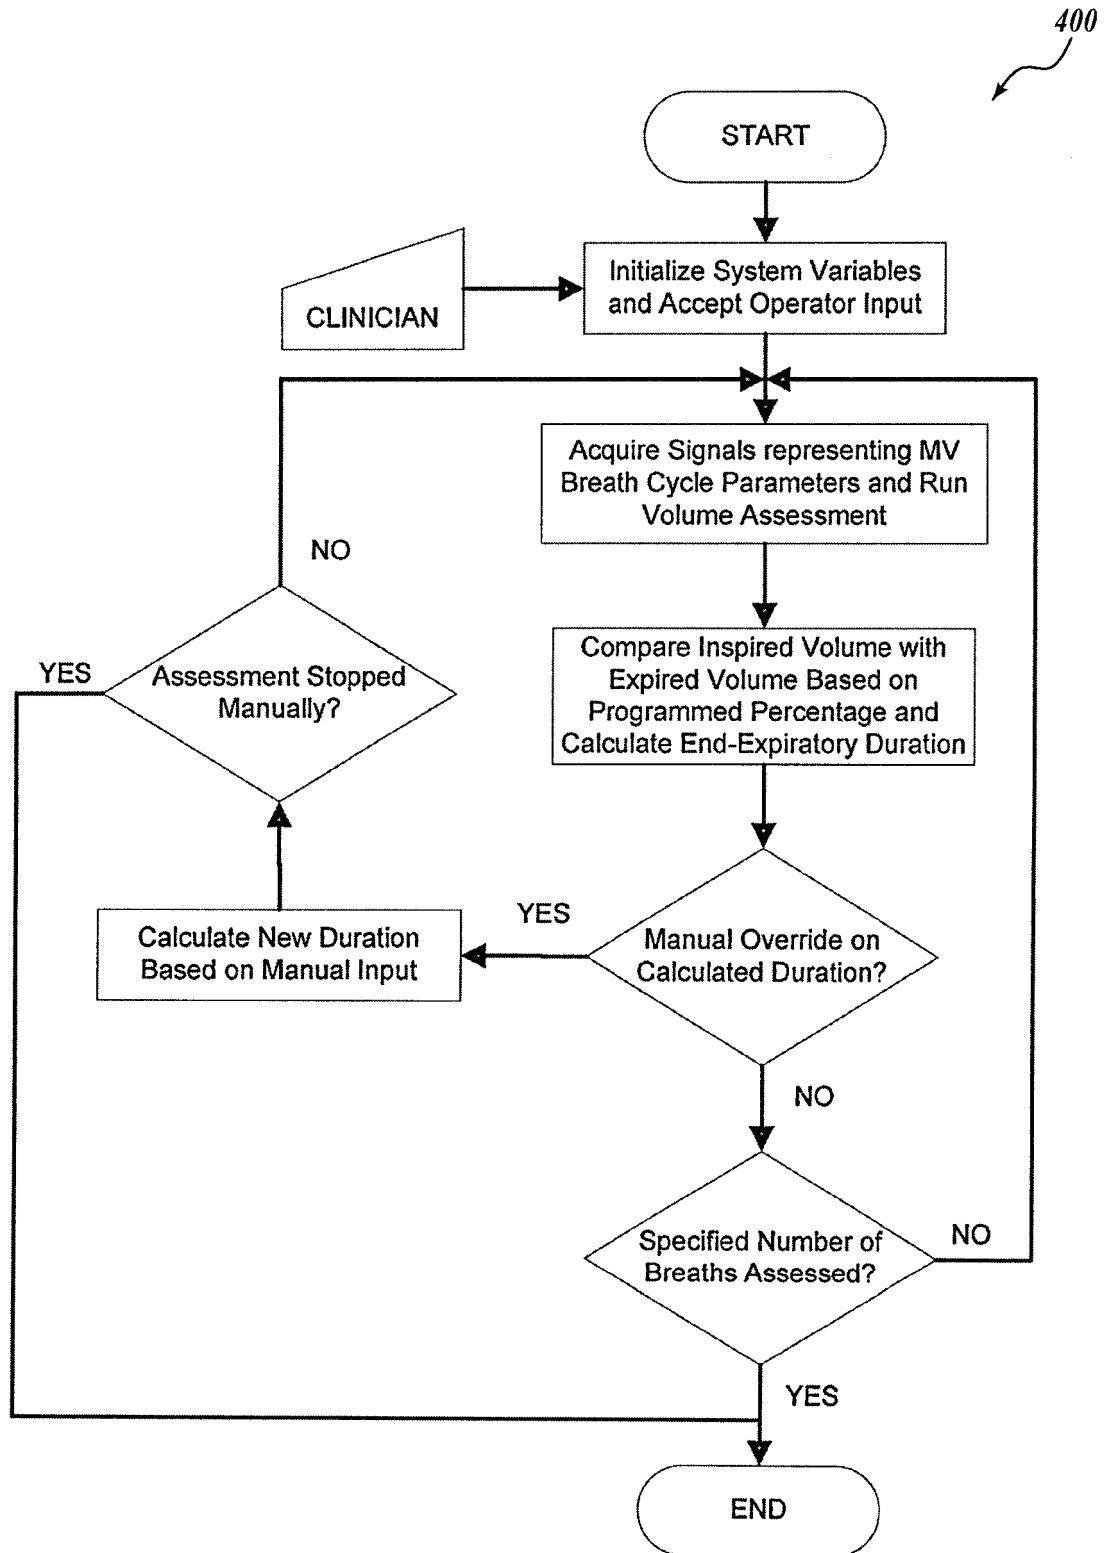 400
START
Initialize System Variables
and Accept Operator Input
CLINICIAN
Acquire Signals representing MV
Breath Cycle Parameters and Run
Volume Assessment
NO
Compare Inspired Volume with
Expired Volume Based on
Programmed Percentage and
Calculate End-Expiratory Duration
YES
Assessment Stopped
Manually?
YES
Calculate New Duration
Based on Manual Input
Manual Override on
Calculated Duration?
NO
Specified Number of
Breaths Assessed?
NO
YES
END